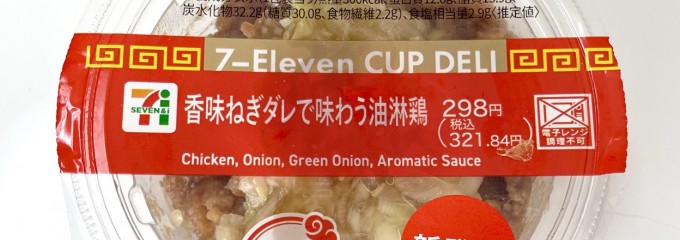 炭水化物32.2g(糖質30.0g、食物繊維2.2g)、食塩相当量2.9g〈推定値〉
7-Eleven CUP DELI
SEVEN&i
香味ねぎダレで味わう油淋鶏 298円
(税込
321.84円)
電子レンジ
調理不可
Chicken, Onion, Green Onion, Aromatic Sauce